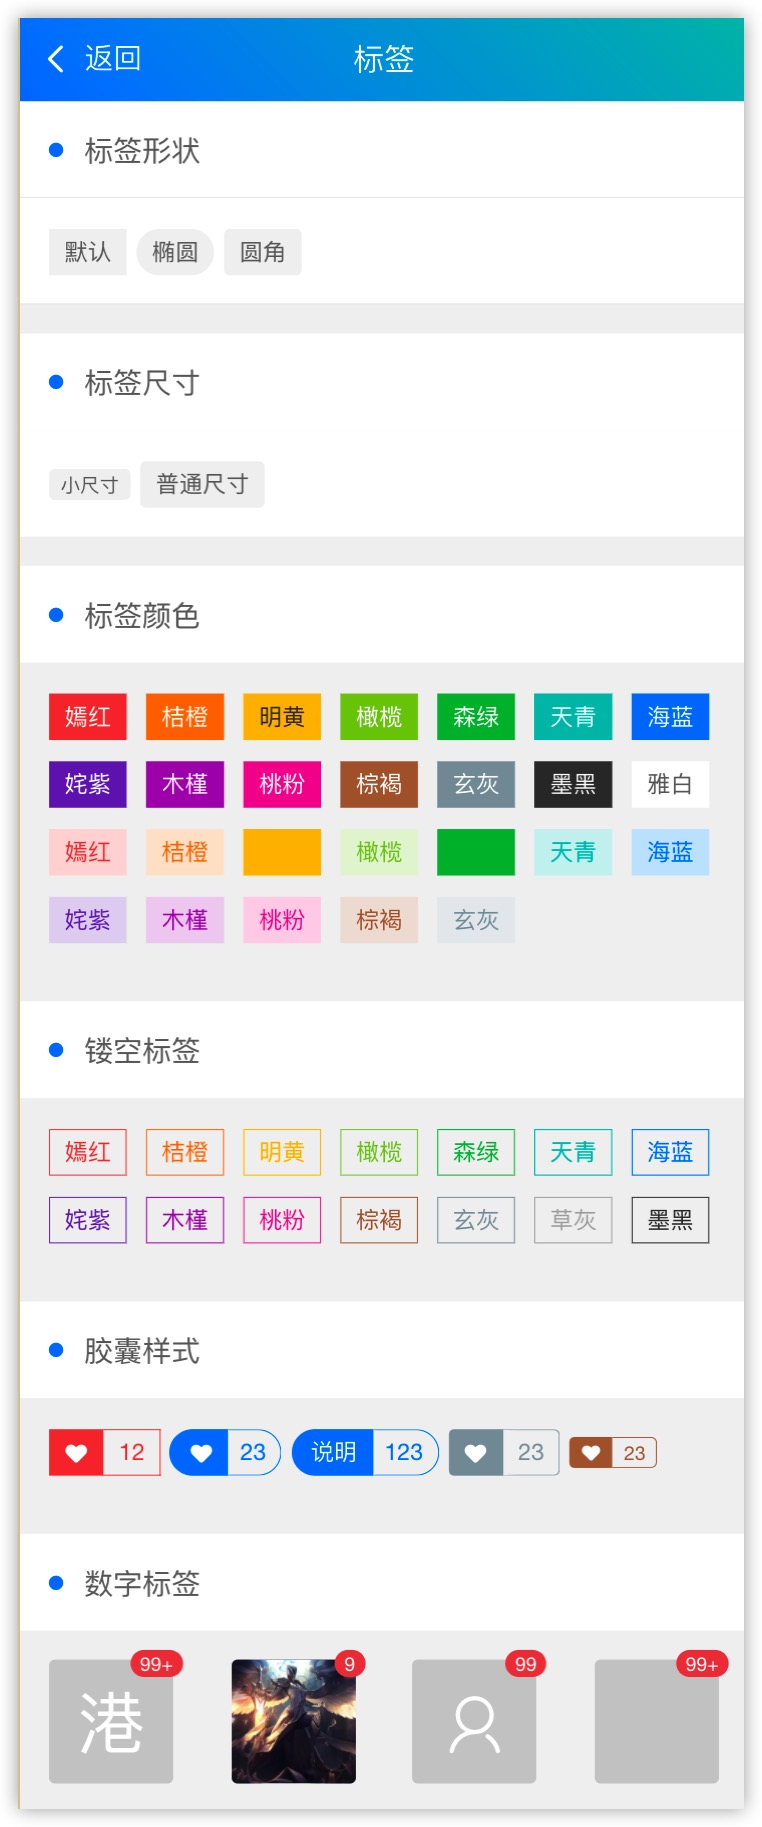 返回 标签
标签形状
默认 椭圆 圆角
标签尺寸
小尺寸 普通尺寸
标签颜色
嫣红 桔橙 明黄 橄榄 森绿 天青 海蓝
姹紫 木槿 桃粉 棕褐 玄灰 墨黑 雅白
嫣红 桔橙 橄榄 天青 海蓝
姹紫 木槿 桃粉 棕褐 玄灰
镂空标签
嫣红 桔橙 明黄 橄榄 森绿 天青 海蓝
姹紫 木槿 桃粉 棕褐 玄灰 草灰 墨黑
胶囊样式
12 23 说明 123 23 23
数字标签
99+ 9 99 99+
港